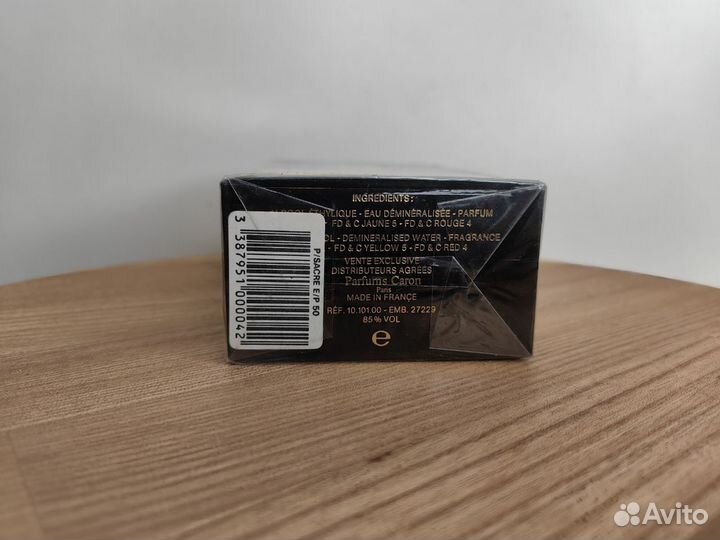 INGREDIENTS:
ÉTHYLIQUE - EAU DÉMINÉRALISÉE - PARFUM
- FD & C JAUNE 5 - FD & C ROUGE 4
- DEMINERALISED WATER - FRAGRANCE
- FD & C YELLOW 5 - FD & C RED 4
VENTE EXCLUSIVE
DISTRIBUTEURS AGRÉÉS
Parfums Caron
Paris
MADE IN FRANCE
RÉF. 10.101.00 - EMB. 27229
85% VOL
e
P/SACRE E/P 50
3 387951 000042
Avito